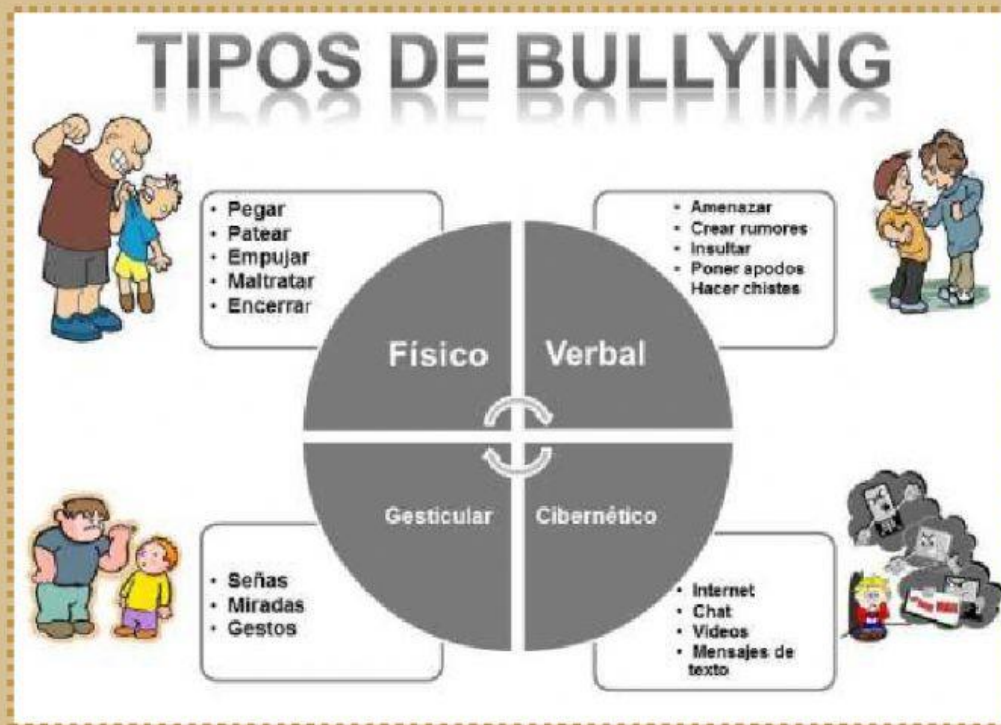 TIPOS DE BULLYING
• Pegar
• Patear
• Empujar
• Maltratar
• Encerrar
• Amenazar
• Crear rumores
• Insultar
• Poner apodos
Hacer chistes
Físico
Verbal
Gesticular
Cibernético
• Señas
• Miradas
• Gestos
• Internet
• Chat
• Videos
• Mensajes de
texto